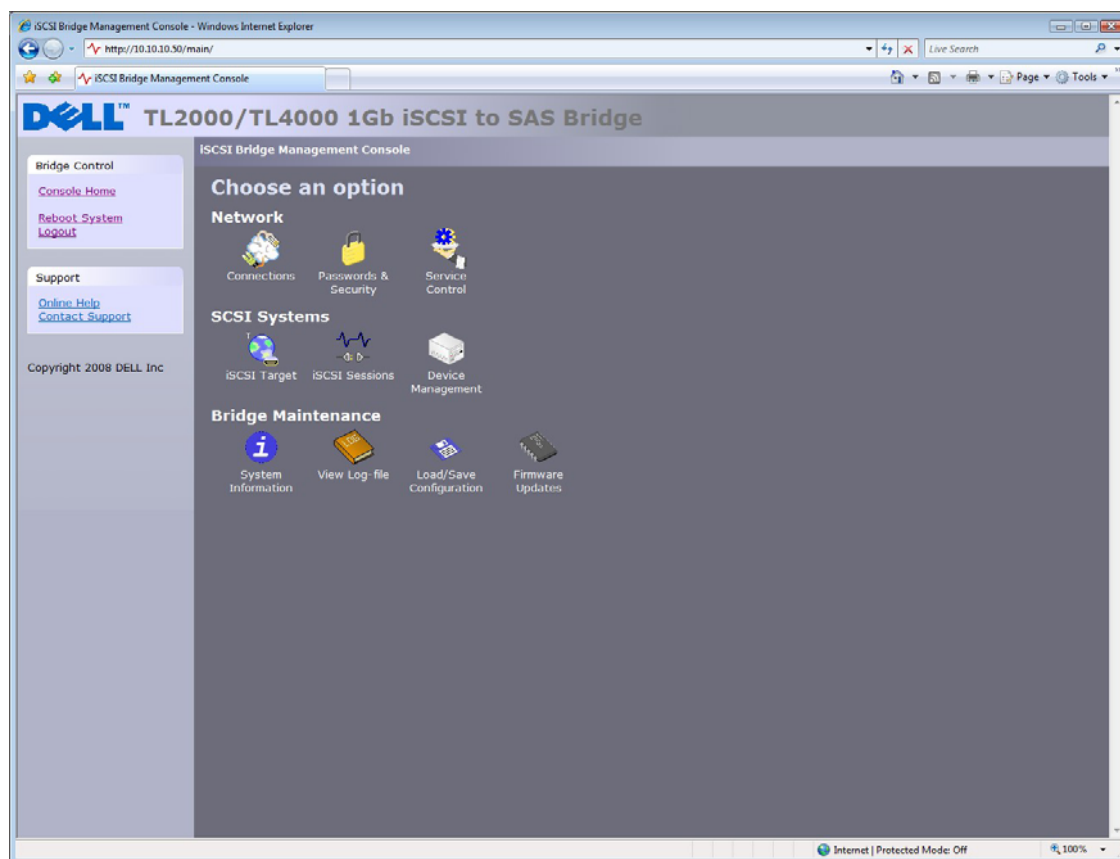 iSCSI Bridge Management Console - Windows Internet Explorer
http://10.10.10.50/main/
Live Search
iSCSI Bridge Management Console
Page
Tools
DELL™ TL2000/TL4000 1Gb iSCSI to SAS Bridge
iSCSI Bridge Management Console
Bridge Control
Console Home
Reboot System
Logout
Support
Online Help
Contact Support
Copyright 2008 DELL Inc
Choose an option
Network
Connections
Passwords & Security
Service Control
SCSI Systems
iSCSI Target
iSCSI Sessions
Device Management
Bridge Maintenance
System Information
View Log-file
Load/Save Configuration
Firmware Updates
Internet | Protected Mode: Off
100%